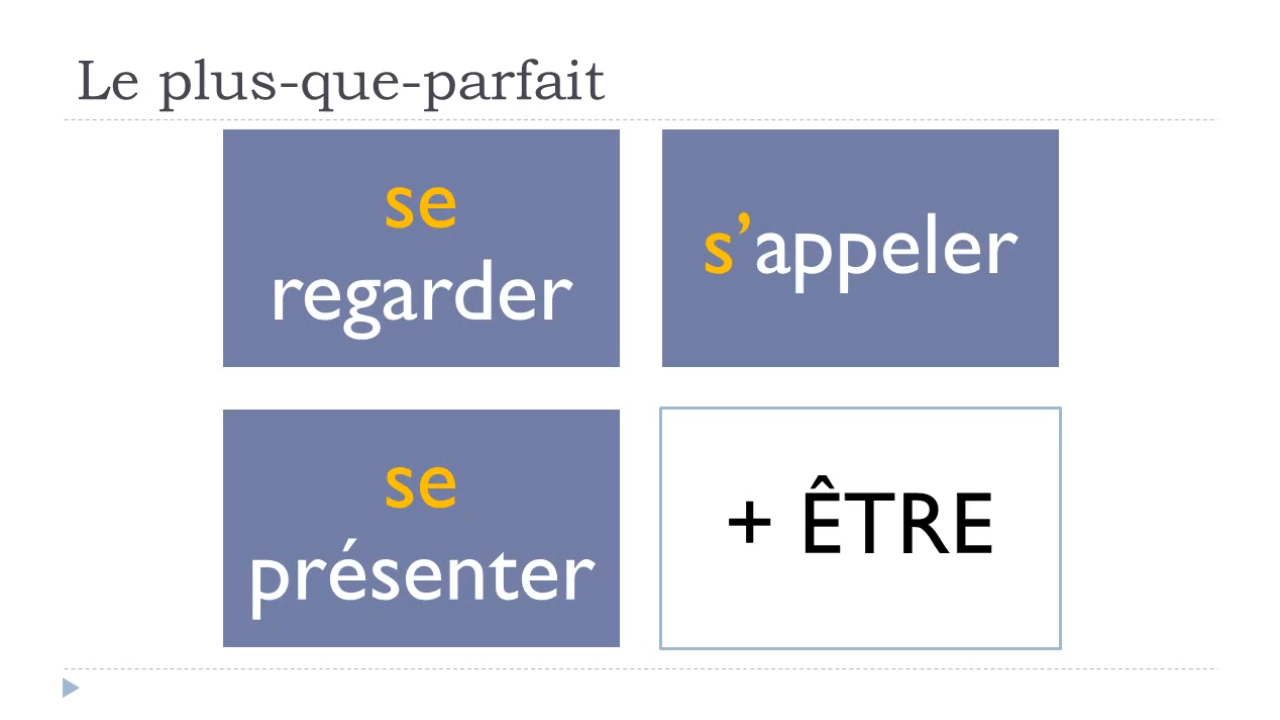 Le plus-que-parfait
se
regarder
s’appeler
se
présenter
+ ÊTRE